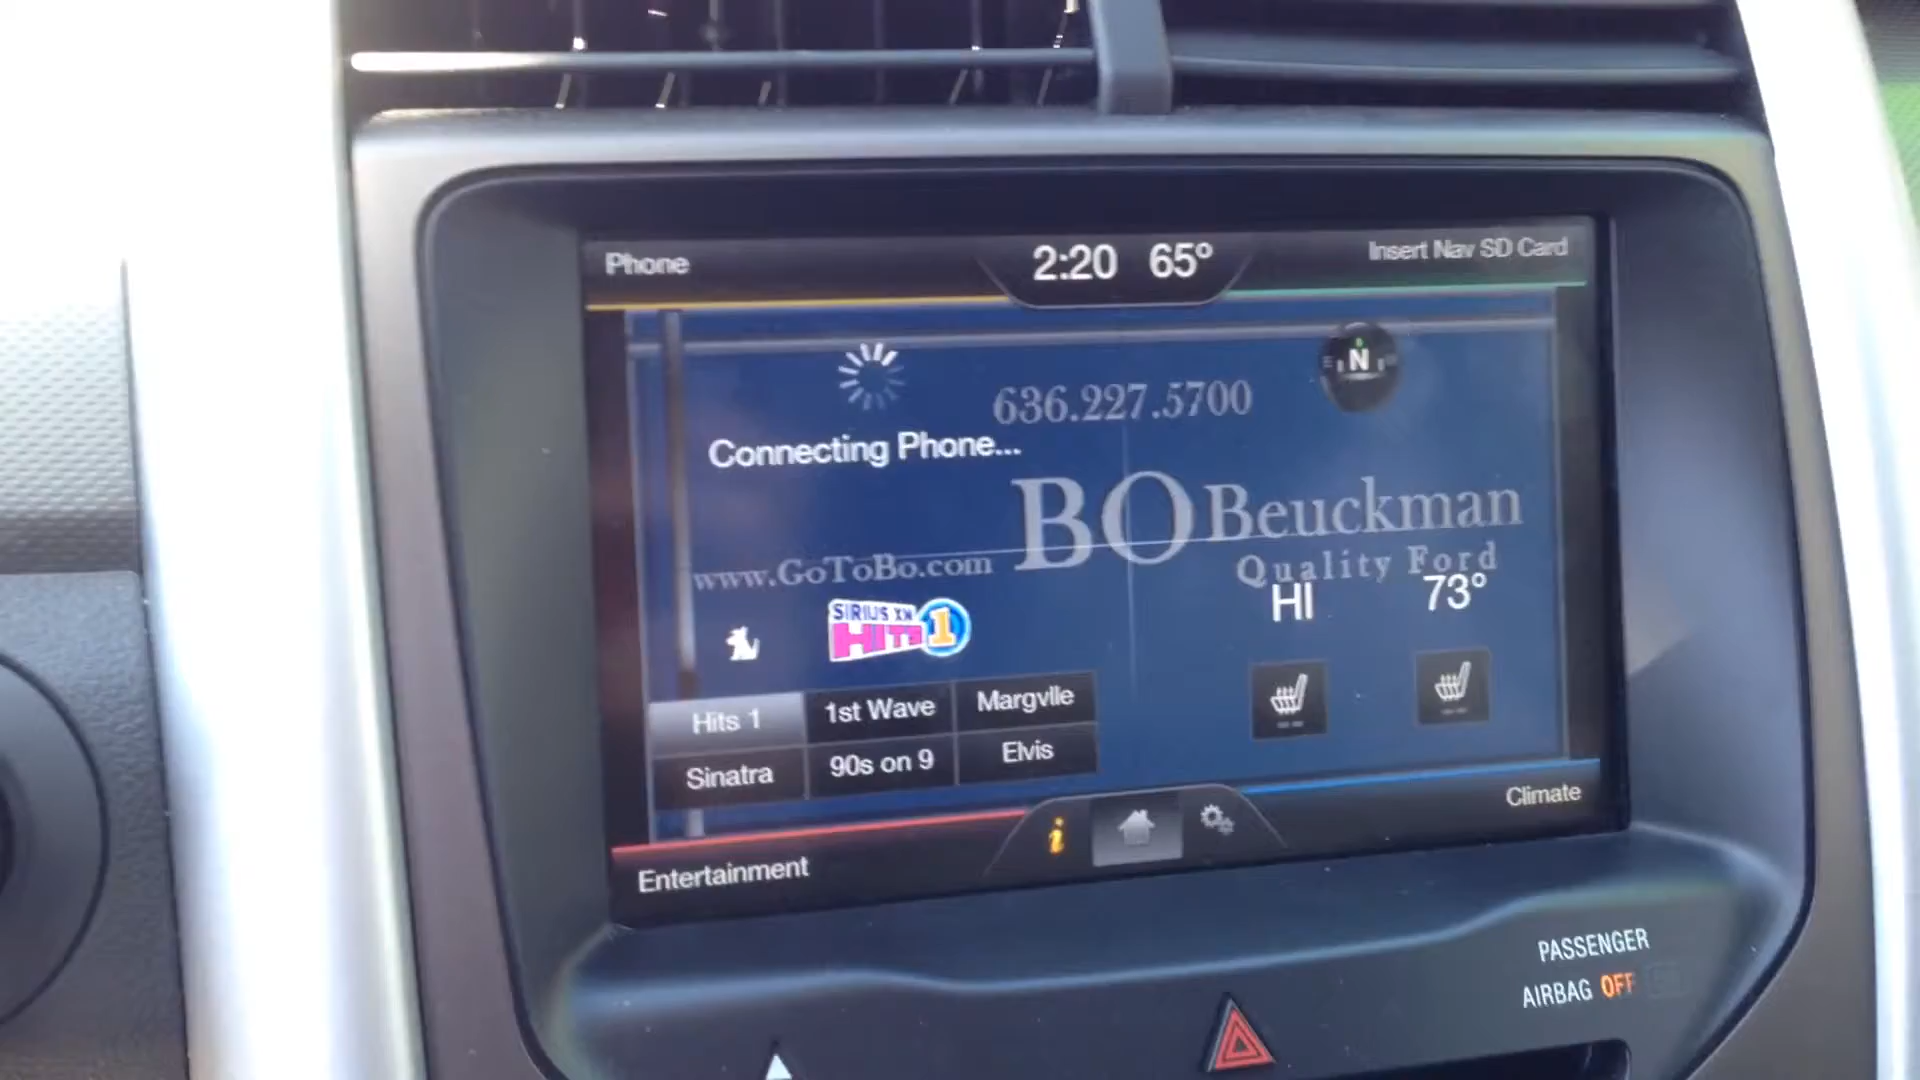 Phone
2:20 65°
Insert Nav SD Card
N
636.227.5700
Connecting Phone...
BO Beuckman
Quality Ford
www.GoToBo.com
HI 73°
SIRIUS XM
HITS 1
Hits 1 1st Wave Margvlle
Sinatra 90s on 9 Elvis
Climate
i
Entertainment
PASSENGER
AIRBAG OFF